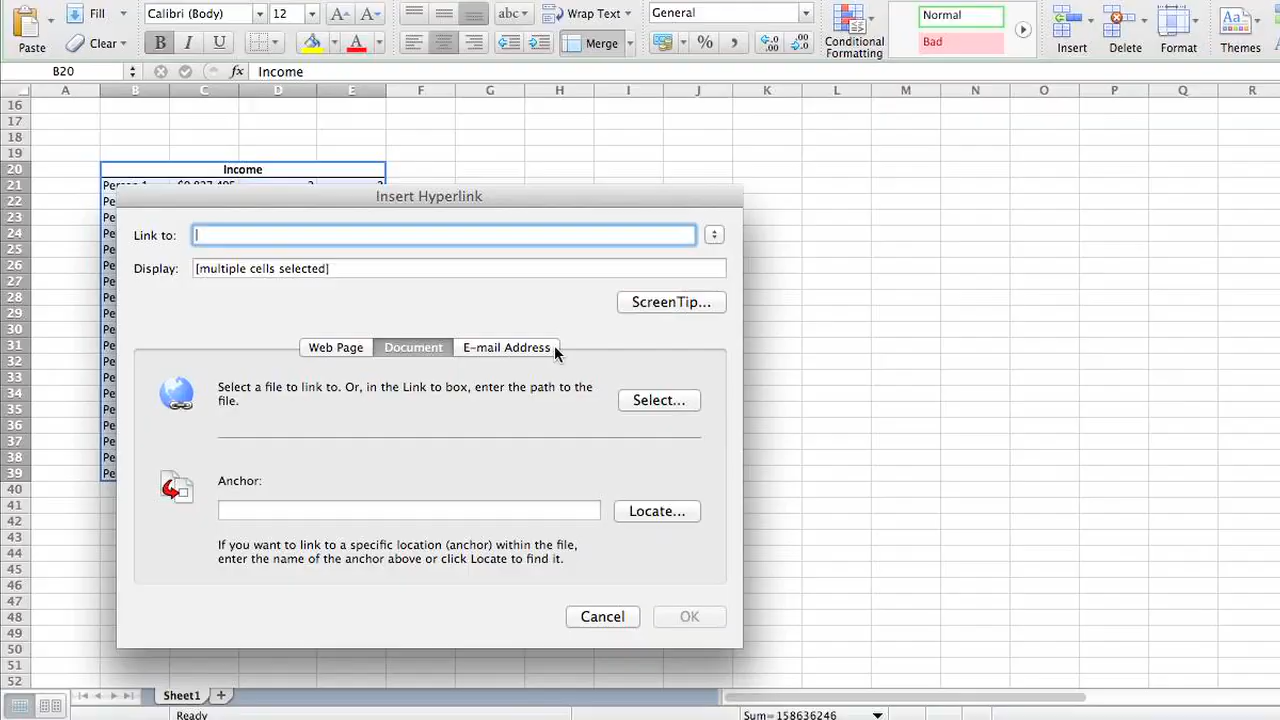 Fill
Calibri (Body)
12
A
A
abc
Wrap Text
General
Normal
Paste
Clear
B
I
U
A
Merge
%
Conditional
Formatting
Bad
Insert
Delete
Format
Themes
B20
fx
Income
A B C D E F G H I J K L M N O P Q R
16
17
18
19
20 Income
21 Person 1
22 Pe
23 Pe
24 Pe
25 Pe
26 Pe
27 Pe
28 Pe
29 Pe
30 Pe
31 Pe
32 Pe
33 Pe
34 Pe
35 Pe
36 Pe
37 Pe
38 Pe
39 Pe
40
41
42
43
44
45
46
47
48
49
50
51
52
Insert Hyperlink
Link to:
Display: [multiple cells selected]
ScreenTip...
Web Page Document E-mail Address
Select a file to link to. Or, in the Link to box, enter the path to the
file.
Select...
Anchor:
Locate...
If you want to link to a specific location (anchor) within the file,
enter the name of the anchor above or click Locate to find it.
Cancel OK
Sheet1
Ready
Sum=158636246